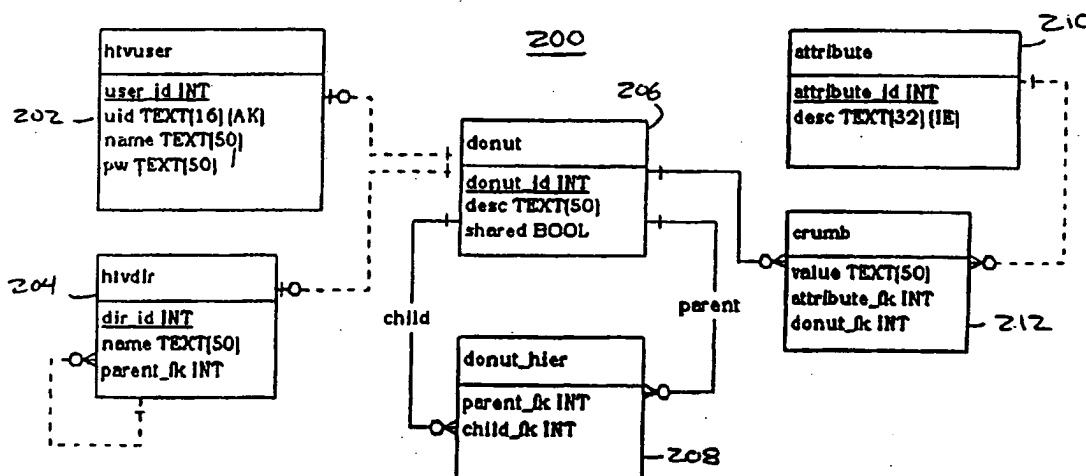 200
htvuser
user_id INT
uid TEXT(16) (AK)
name TEXT(50)
pw TEXT(50)
202
htvdir
dir_id INT
name TEXT(50)
parent_fk INT
204
donut
donut_id INT
desc TEXT(50)
shared BOOL
206
child
parent
donut_hier
parent_fk INT
child_fk INT
208
attribute
attribute_id INT
desc TEXT(32) (IE)
210
crumb
value TEXT(50)
attribute_fk INT
donut_fk INT
212